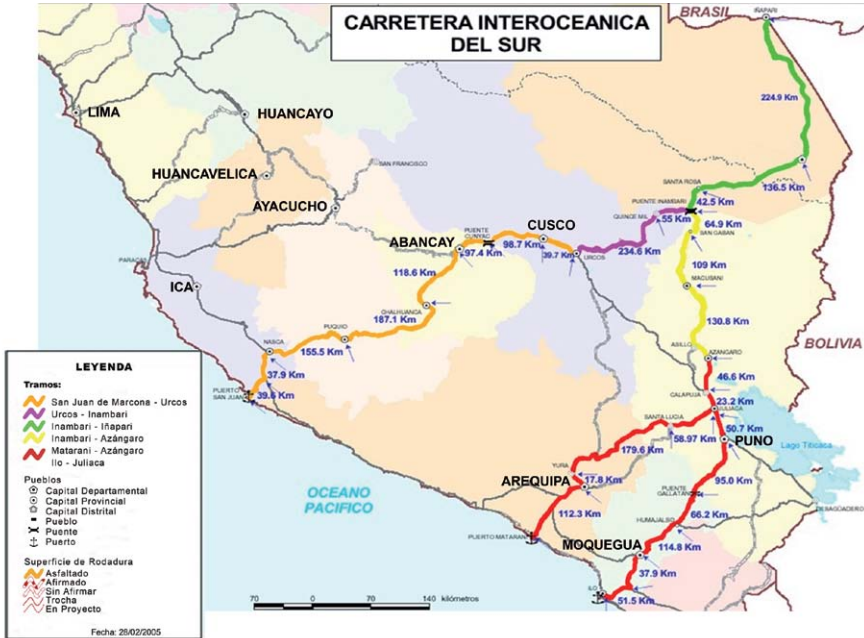 CARRETERA INTEROCEANICA
DEL SUR
BRASIL
IÑAPARI
224.9 Km
LIMA
HUANCAYO
HUANCAVELICA
SAN FRANCISCO
AYACUCHO
136.5 Km
SANTA ROSA
42.5 Km
PUENTE INAMBARI
QUINCE MIL
55 Km
64.9 Km
SAN GABAN
CUSCO
PUENTE
CUNYAC
ABANCAY
98.7 Km
97.4 Km
39.7 Km
URCOS
234.6 Km
109 Km
MACUSANI
PARACAS
ICA
118.6 Km
CHALHUANCA
187.1 Km
130.8 Km
PUQUIO
155.5 Km
NASCA
ASILLO
AZANGARO
BOLIVIA
37.9 Km
PUERTO
SAN JUAN
39.6 Km
46.6 Km
CALAPUJA
23.2 Km
JULIACA
SANTA LUCIA
58.97 Km
50.7 Km
PUNO
Lago Titicaca
179.6 Km
YURA
17.8 Km
AREQUIPA
95.0 Km
PUENTE
GALLATANI
66.2 Km
DESAGUADERO
OCEANO
PACIFICO
112.3 Km
HUMAJALSO
PUERTO MATARANI
114.8 Km
MOQUEGUA
37.9 Km
ILO
51.5 Km
70 0 70 140 kilómetros
LEYENDA
Tramos:
San Juan de Marcona - Urcos
Urcos - Inambari
Inambari - Iñapari
Inambari - Azángaro
Matarani - Azángaro
Ilo - Juliaca
Pueblos
Capital Departamental
Capital Provincial
Capital Distrital
Pueblo
Puente
Puerto
Superficie de Rodadura
Asfaltado
Afirmado
Sin Afirmar
Trocha
En Proyecto
Fecha: 28/02/2005